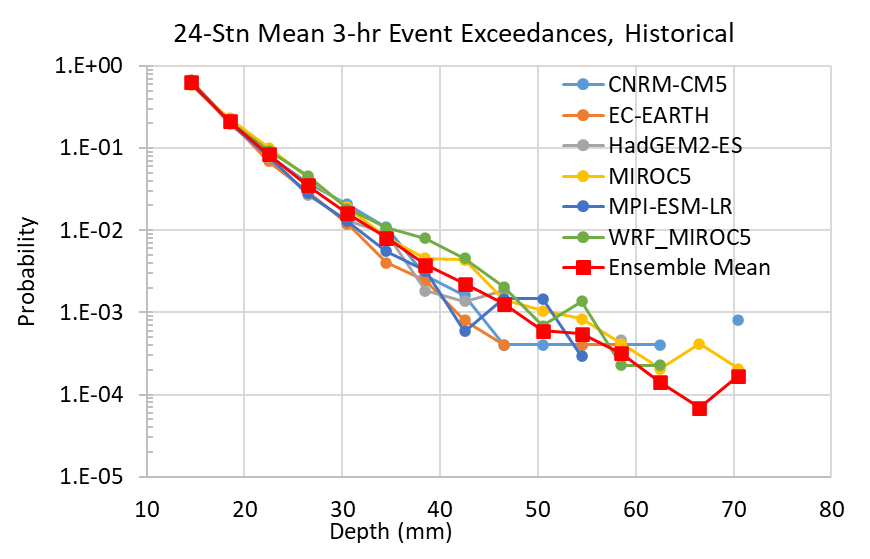 24-Stn Mean 3-hr Event Exceedances, Historical
1.E+00
1.E-01
1.E-02
1.E-03
1.E-04
1.E-05
Probability
CNRM-CM5
EC-EARTH
HadGEM2-ES
MIROC5
MPI-ESM-LR
WRF_MIROC5
Ensemble Mean
10 20 30 40 50 60 70 80
Depth (mm)